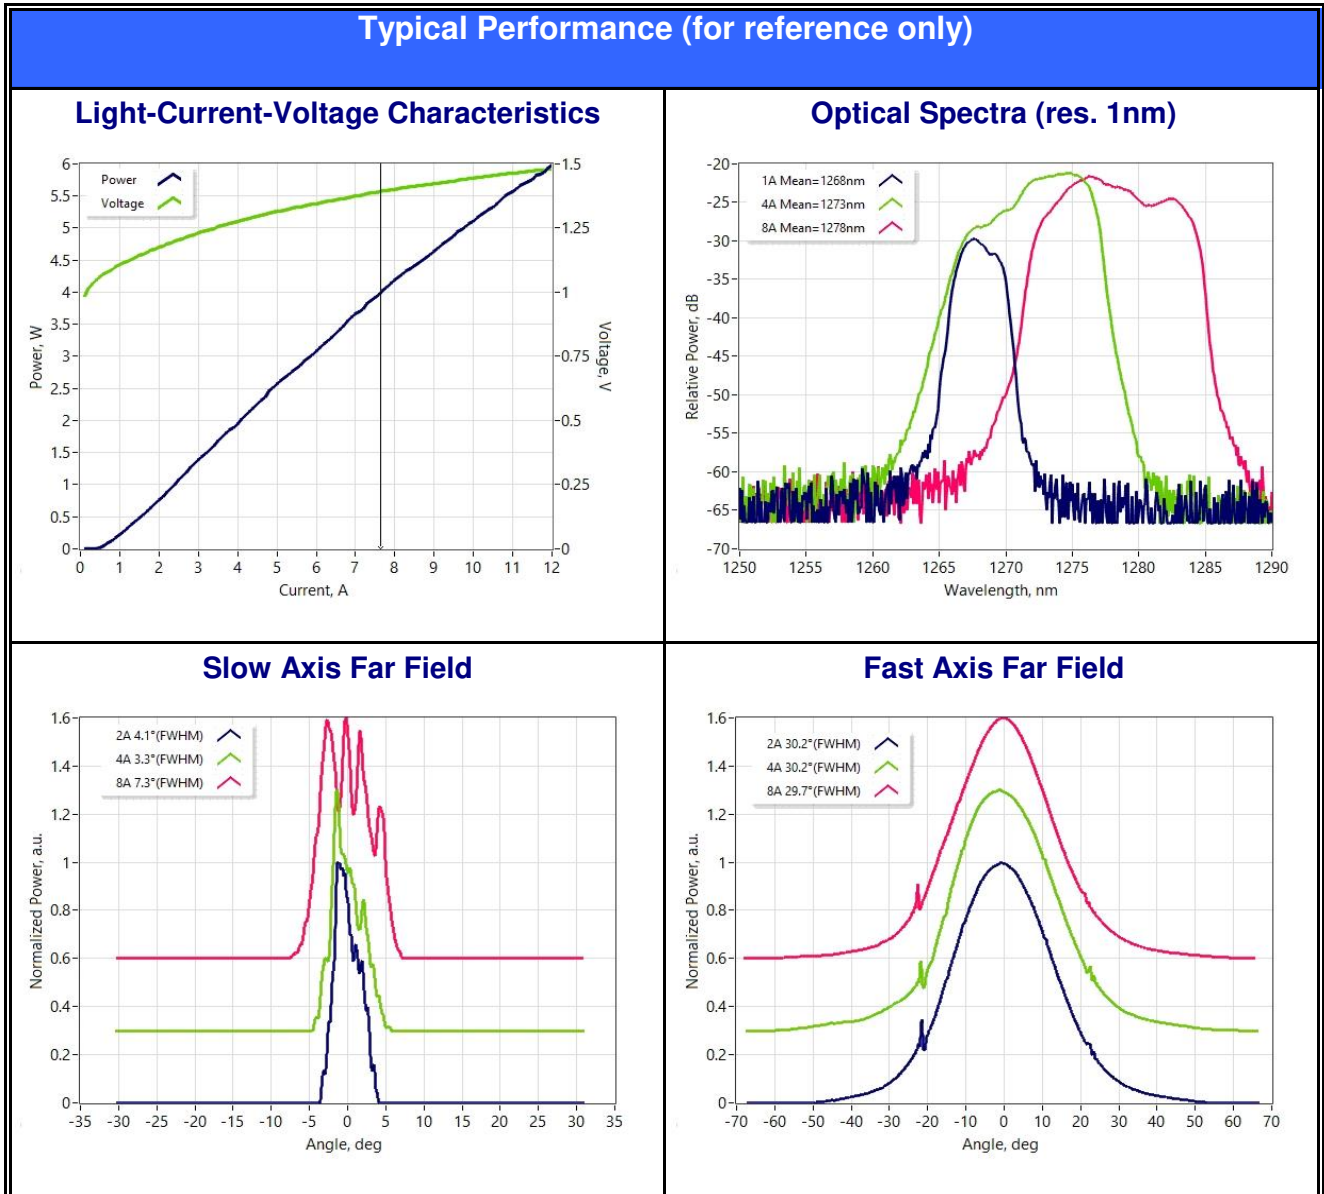 Typical Performance (for reference only)
Light-Current-Voltage Characteristics
Power
Voltage
6
5.5
5
4.5
4
3.5
3
2.5
2
1.5
1
0.5
0
Power, W
1.5
1.25
1
0.75
0.5
0.25
0
Voltage, V
0 1 2 3 4 5 6 7 8 9 10 11 12
Current, A
Optical Spectra (res. 1nm)
1A Mean=1268nm
4A Mean=1273nm
8A Mean=1278nm
-20
-25
-30
-35
-40
-45
-50
-55
-60
-65
-70
Relative Power, dB
1250 1255 1260 1265 1270 1275 1280 1285 1290
Wavelength, nm
Slow Axis Far Field
2A 4.1°(FWHM)
4A 3.3°(FWHM)
8A 7.3°(FWHM)
1.6
1.4
1.2
1
0.8
0.6
0.4
0.2
0
Normalized Power, a.u.
-35 -30 -25 -20 -15 -10 -5 0 5 10 15 20 25 30 35
Angle, deg
Fast Axis Far Field
2A 30.2°(FWHM)
4A 30.2°(FWHM)
8A 29.7°(FWHM)
1.6
1.4
1.2
1
0.8
0.6
0.4
0.2
0
Normalized Power, a.u.
-70 -60 -50 -40 -30 -20 -10 0 10 20 30 40 50 60 70
Angle, deg